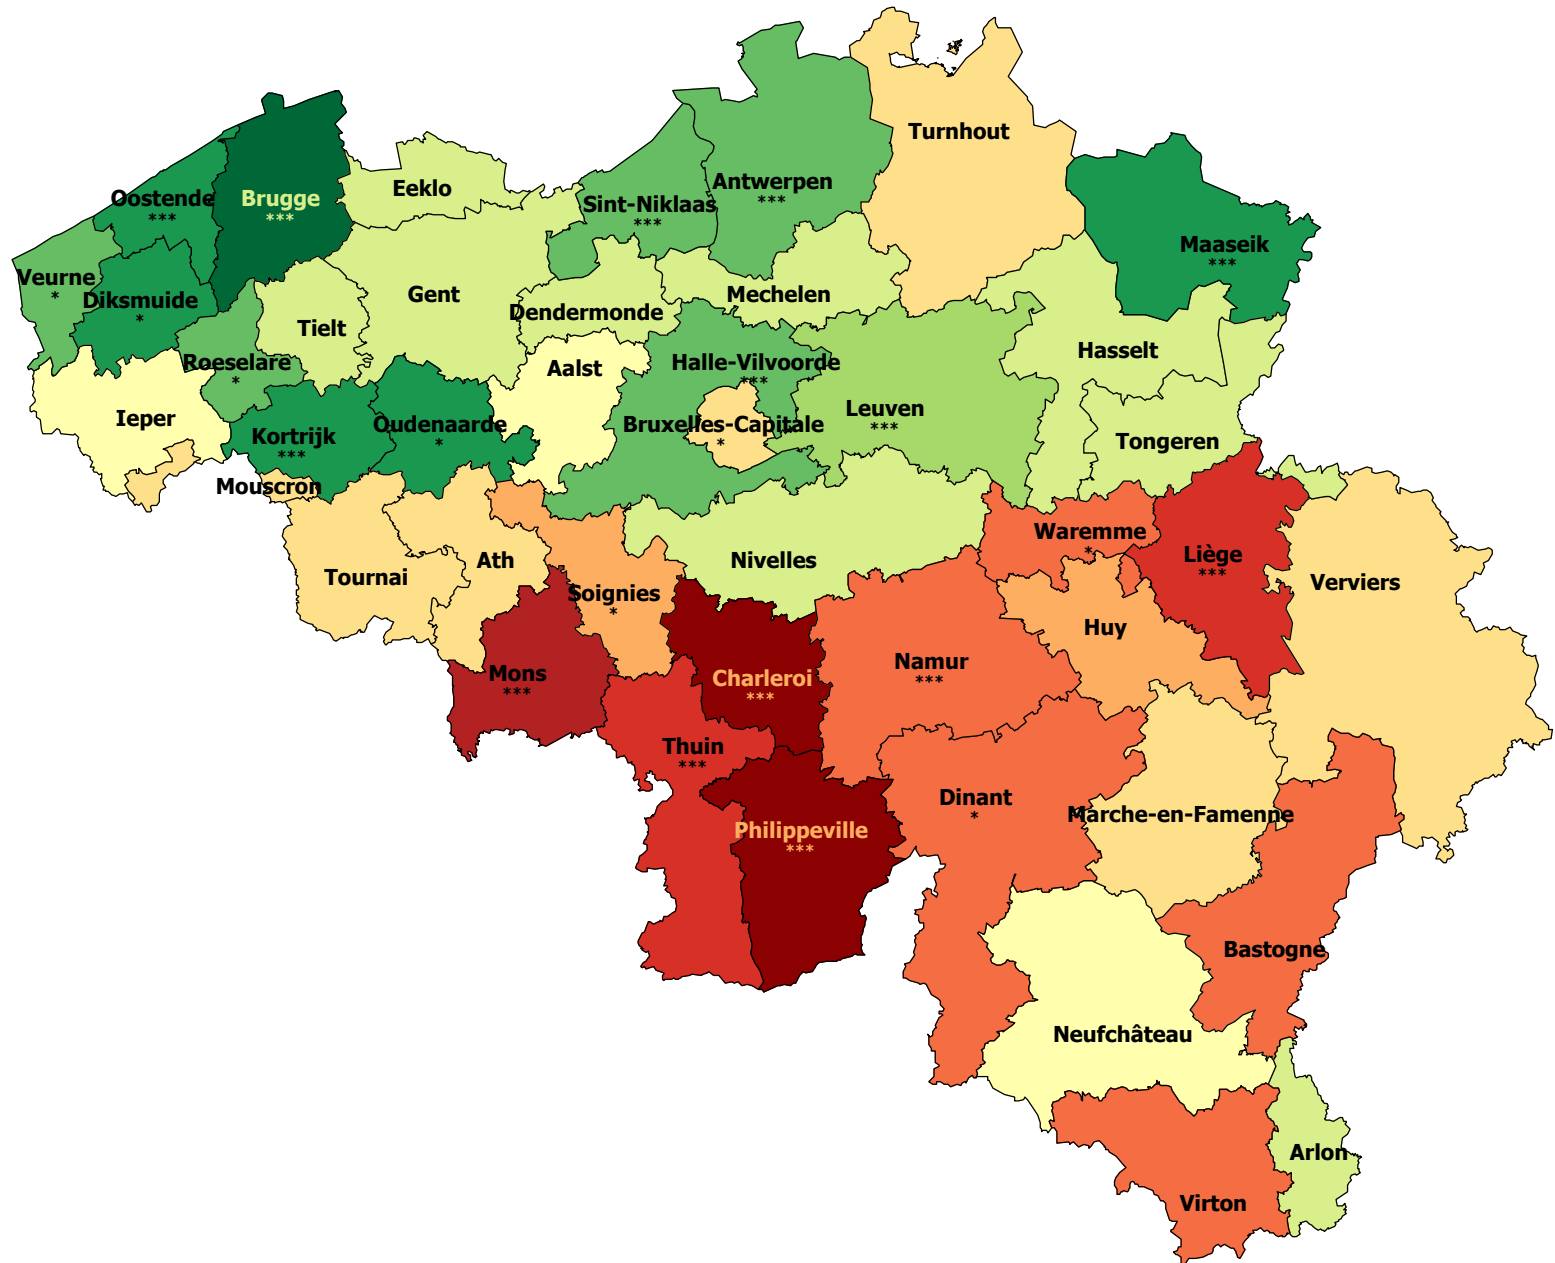 Turnhout
Antwerpen
***
Eeklo
Oostende
***
Brugge
***
Sint-Niklaas
***
Maaseik
***
Veurne
*
Diksmuide
*
Gent
Mechelen
Dendermonde
Tielt
Hasselt
Roeselare
*
Halle-Vilvoorde
***
Aalst
Leuven
***
Ieper
Bruxelles-Capitale
*
Oudenaarde
*
Kortrijk
***
Tongeren
Mouscron
Waremme
*
Liège
***
Nivelles
Ath
Tournai
Verviers
Soignies
*
Huy
Namur
***
Mons
***
Charleroi
***
Thuin
***
Dinant
*
Marche-en-Famenne
Philippeville
***
Bastogne
Neufchâteau
Arlon
Virton